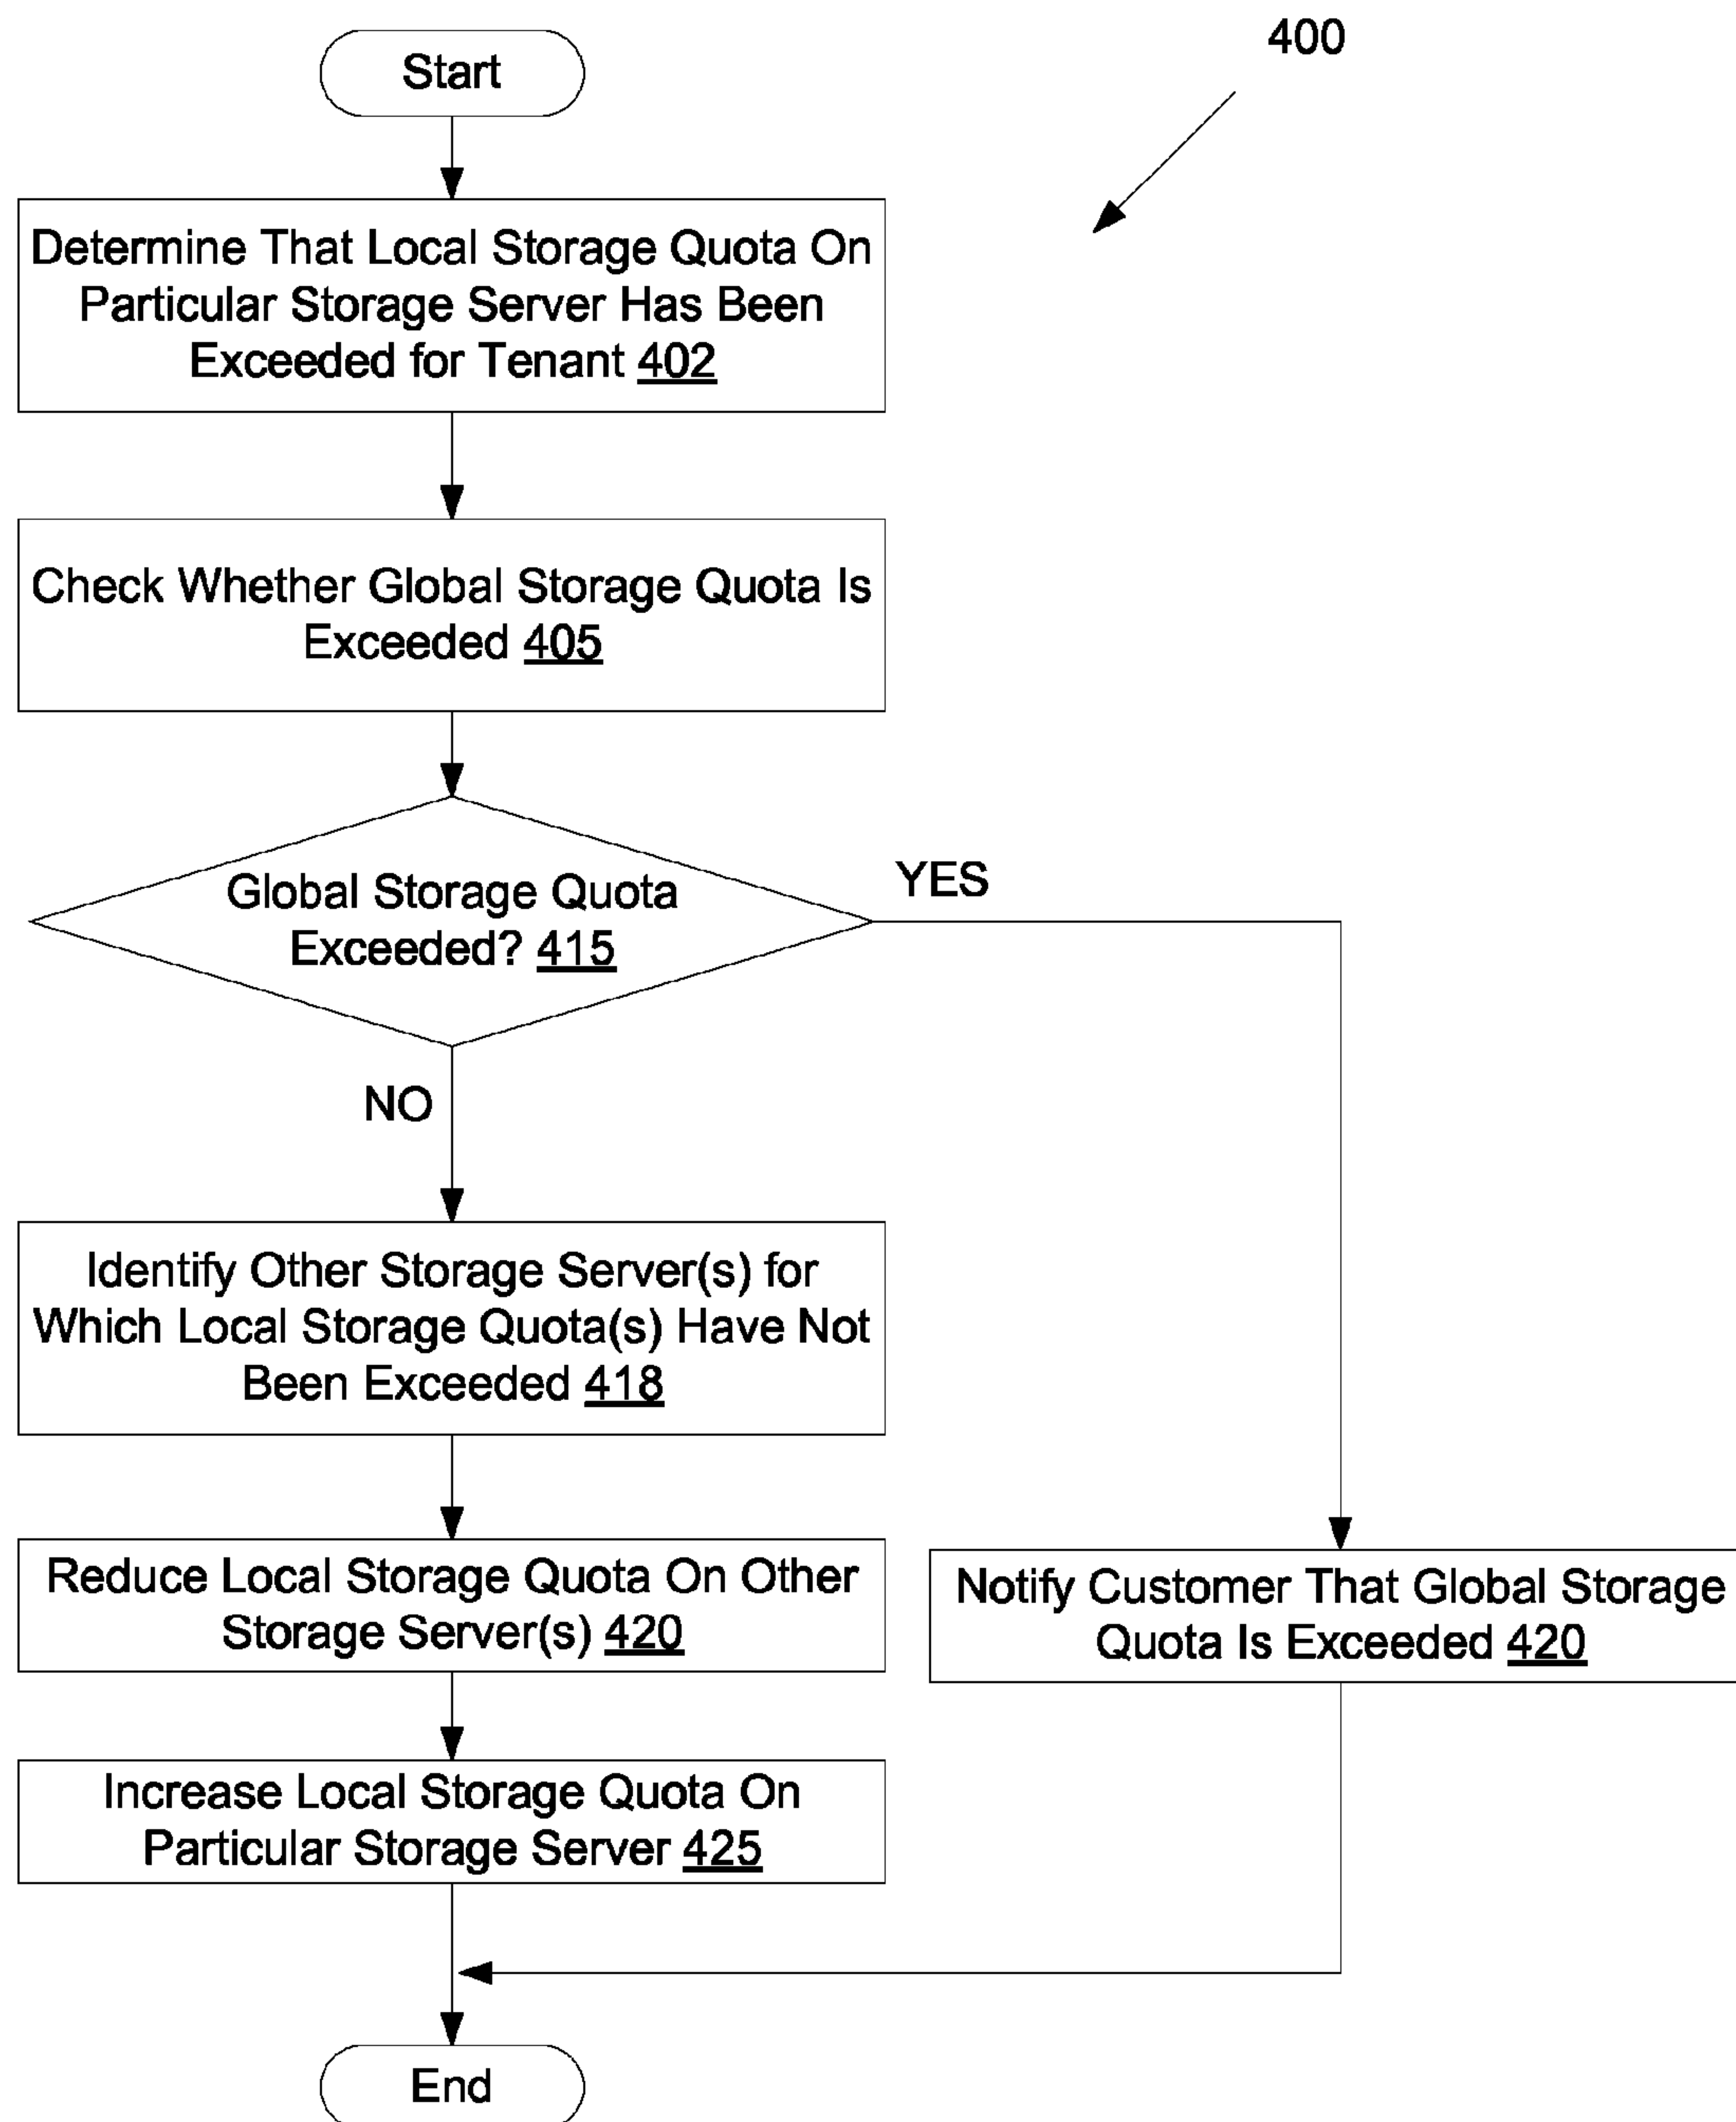 400
Start
Determine That Local Storage Quota On
Particular Storage Server Has Been
Exceeded for Tenant 402
Check Whether Global Storage Quota Is
Exceeded 405
Global Storage Quota
Exceeded? 415
YES
NO
Identify Other Storage Server(s) for
Which Local Storage Quota(s) Have Not
Been Exceeded 418
Reduce Local Storage Quota On Other
Storage Server(s) 420
Notify Customer That Global Storage
Quota Is Exceeded 420
Increase Local Storage Quota On
Particular Storage Server 425
End